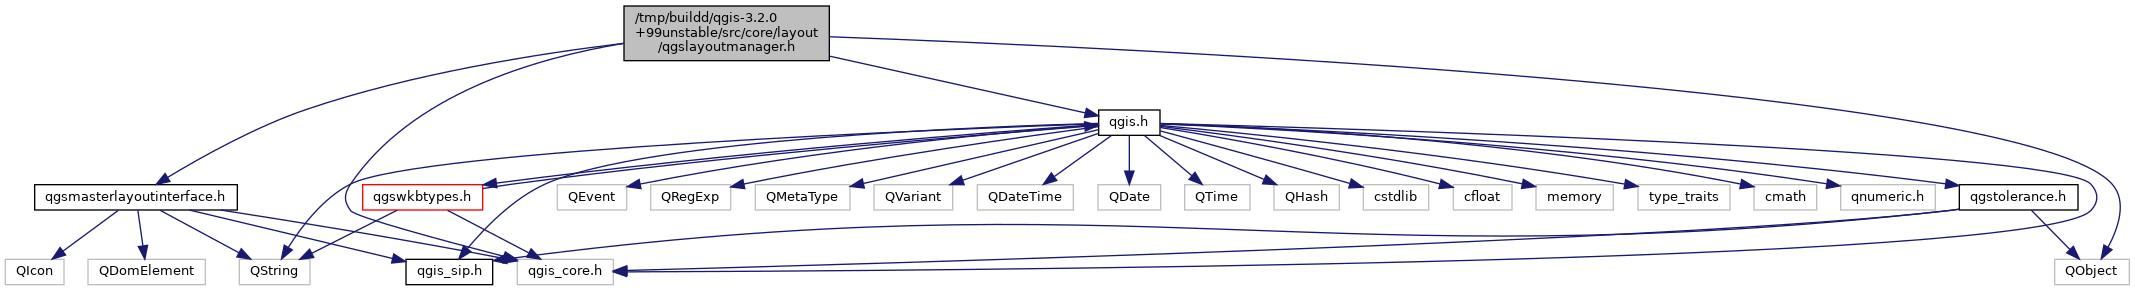 /tmp/buildd/qgis-3.2.0
+99unstable/src/core/layout
/qgslayoutmanager.h
qgis.h
qgsmasterlayoutinterface.h
qgswkbtypes.h
QEvent
QRegExp
QMetaType
QVariant
QDateTime
QDate
QTime
QHash
cstdlib
cfloat
memory
type_traits
cmath
qnumeric.h
qgstolerance.h
QIcon
QDomElement
QString
qgis_sip.h
qgis_core.h
QObject